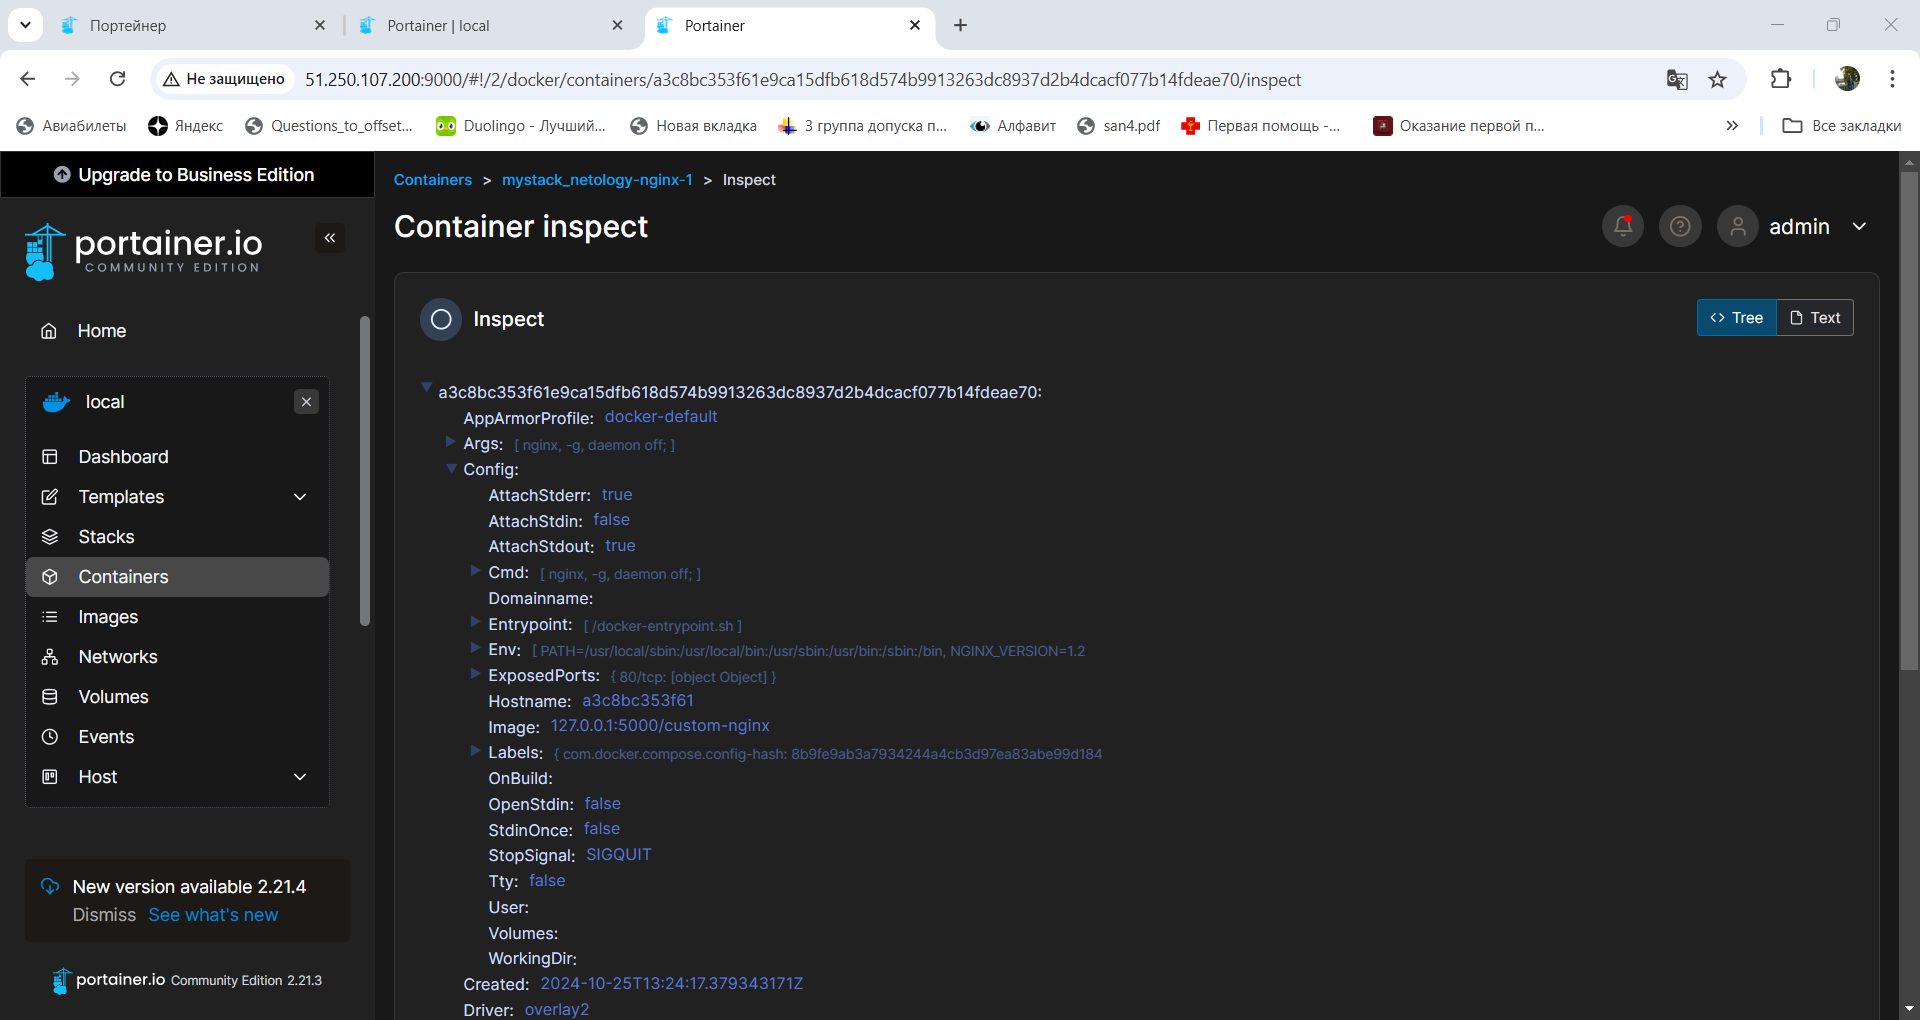 Портейнер
Portainer | local
Portainer
Не защищено
51.250.107.200:9000/#!/2/docker/containers/a3c8bc353f61e9ca15dfb618d574b9913263dc8937d2b4dcacf077b14fdeae70/inspect
Авиабилеты
Яндекс
Questions_to_offset...
Duolingo - Лучший...
Новая вкладка
3 группа допуска п...
Алфавит
san4.pdf
Первая помощь -...
Оказание первой п...
Все закладки
Upgrade to Business Edition
portainer.io
COMMUNITY EDITION
Home
local
Dashboard
Templates
Stacks
Containers
Images
Networks
Volumes
Events
Host
New version available 2.21.4
Dismiss See what's new
portainer.io Community Edition 2.21.3
Containers > mystack_netology-nginx-1 > Inspect
Container inspect
admin
Inspect
Tree
Text
a3c8bc353f61e9ca15dfb618d574b9913263dc8937d2b4dcacf077b14fdeae70:
AppArmorProfile: docker-default
Args: [ nginx, -g, daemon off; ]
Config:
AttachStderr: true
AttachStdin: false
AttachStdout: true
Cmd: [ nginx, -g, daemon off; ]
Domainname:
Entrypoint: [ /docker-entrypoint.sh ]
Env: [ PATH=/usr/local/sbin:/usr/local/bin:/usr/sbin:/usr/bin:/sbin:/bin, NGINX_VERSION=1.2
ExposedPorts: { 80/tcp: [object Object] }
Hostname: a3c8bc353f61
Image: 127.0.0.1:5000/custom-nginx
Labels: { com.docker.compose.config-hash: 8b9fe9ab3a7934244a4cb3d97ea83abe99d184
OnBuild:
OpenStdin: false
StdinOnce: false
StopSignal: SIGQUIT
Tty: false
User:
Volumes:
WorkingDir:
Created: 2024-10-25T13:24:17.379343171Z
Driver: overlay2